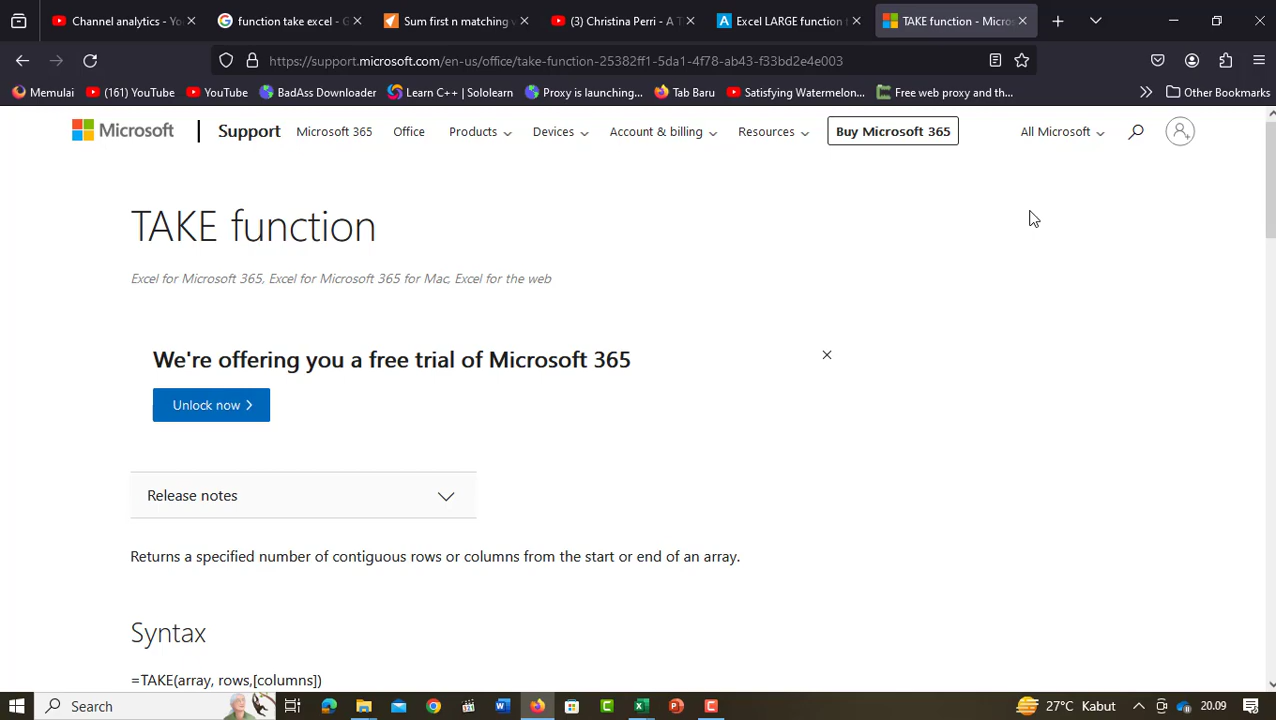 Channel analytics - Yo
function take excel - G
Sum first n matching v
(3) Christina Perri - A T
Excel LARGE function f
TAKE function - Micros
https://support.microsoft.com/en-us/office/take-function-25382ff1-5da1-4f78-ab43-f33bd2e4e003
Memulai
(161) YouTube
YouTube
BadAss Downloader
Learn C++ | Sololearn
Proxy is launching...
Tab Baru
Satisfying Watermelon...
Free web proxy and th...
Other Bookmarks
Microsoft
Support
Microsoft 365
Office
Products
Devices
Account & billing
Resources
Buy Microsoft 365
All Microsoft
TAKE function
Excel for Microsoft 365, Excel for Microsoft 365 for Mac, Excel for the web
We're offering you a free trial of Microsoft 365
Unlock now
Release notes
Returns a specified number of contiguous rows or columns from the start or end of an array.
Syntax
=TAKE(array, rows,[columns])
Search
27°C Kabut
20.09